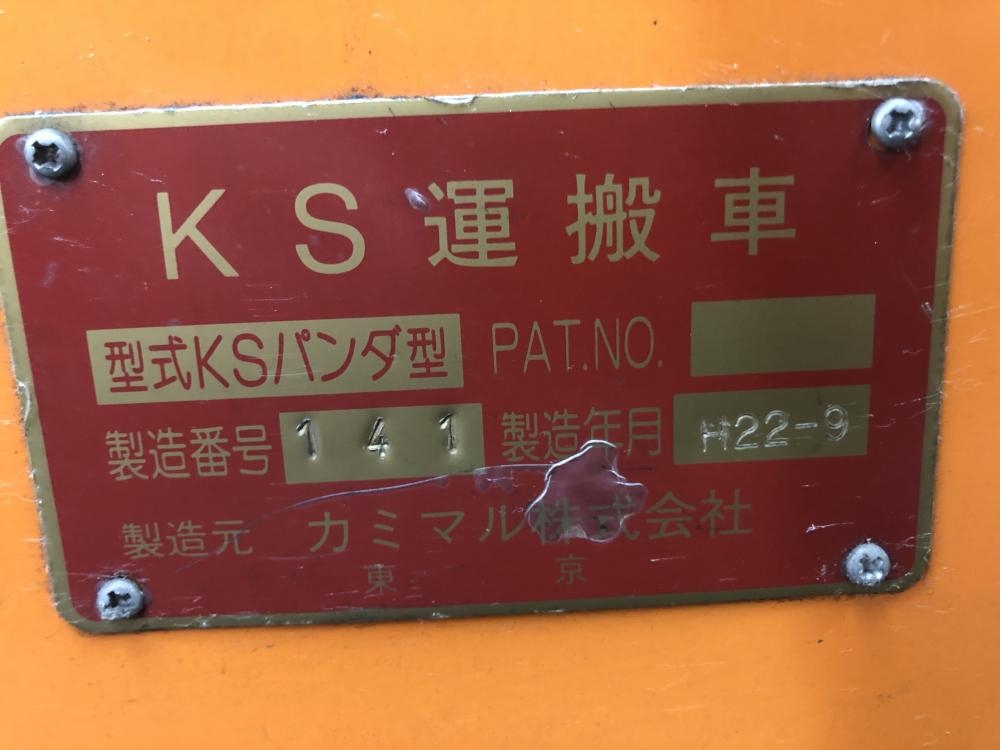 KS運搬車
型式KSパンダ型 PAT.NO.
製造番号 141 製造年月 H22-9
製造元 カミマル株式会社
東京